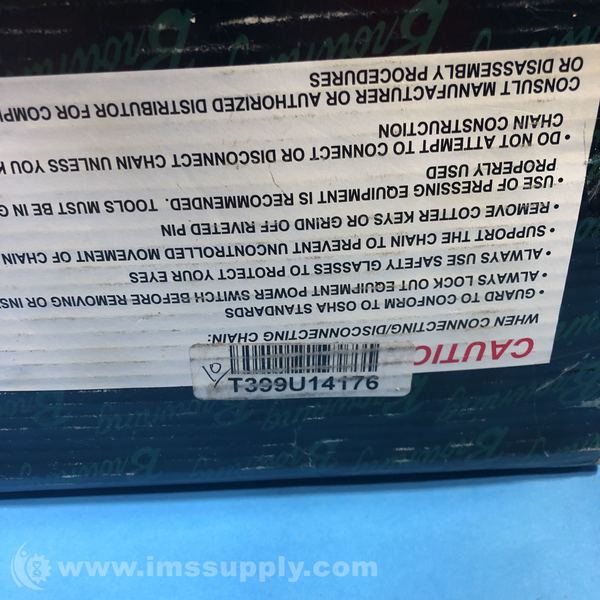 CAUTIO
WHEN CONNECTING/DISCONNECTING CHAIN:
• GUARD TO CONFORM TO OSHA STANDARDS
• ALWAYS LOCK OUT EQUIPMENT POWER SWITCH BEFORE REMOVING OR INS
• ALWAYS USE SAFETY GLASSES TO PROTECT YOUR EYES
• SUPPORT THE CHAIN TO PREVENT UNCONTROLLED MOVEMENT OF CHAIN
• REMOVE COTTER KEYS OR GRIND OFF RIVETED PIN
• USE OF PRESSING EQUIPMENT IS RECOMMENDED. TOOLS MUST BE IN G
PROPERLY USED
• DO NOT ATTEMPT TO CONNECT OR DISCONNECT CHAIN UNLESS YOU K
CHAIN CONSTRUCTION
CONSULT MANUFACTURER OR AUTHORIZED DISTRIBUTOR FOR COMPL
OR DISASSEMBLY PROCEDURES
T399U14176
Browning
Browning
Browning
www.imssupply.com